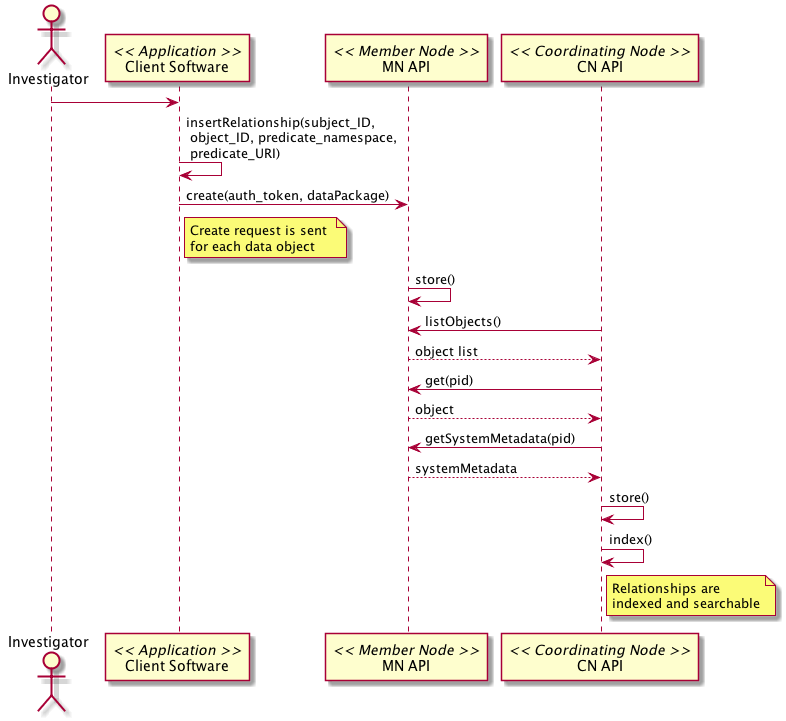 Investigator
<< Application >>
Client Software
<< Member Node >>
MN API
<< Coordinating Node >>
CN API
insertRelationship(subject_ID,
object_ID, predicate_namespace,
predicate_URI)
create(auth_token, dataPackage)
Create request is sent
for each data object
store()
listObjects()
object list
get(pid)
object
getSystemMetadata(pid)
systemMetadata
store()
index()
Relationships are
indexed and searchable
Investigator
<< Application >>
Client Software
<< Member Node >>
MN API
<< Coordinating Node >>
CN API